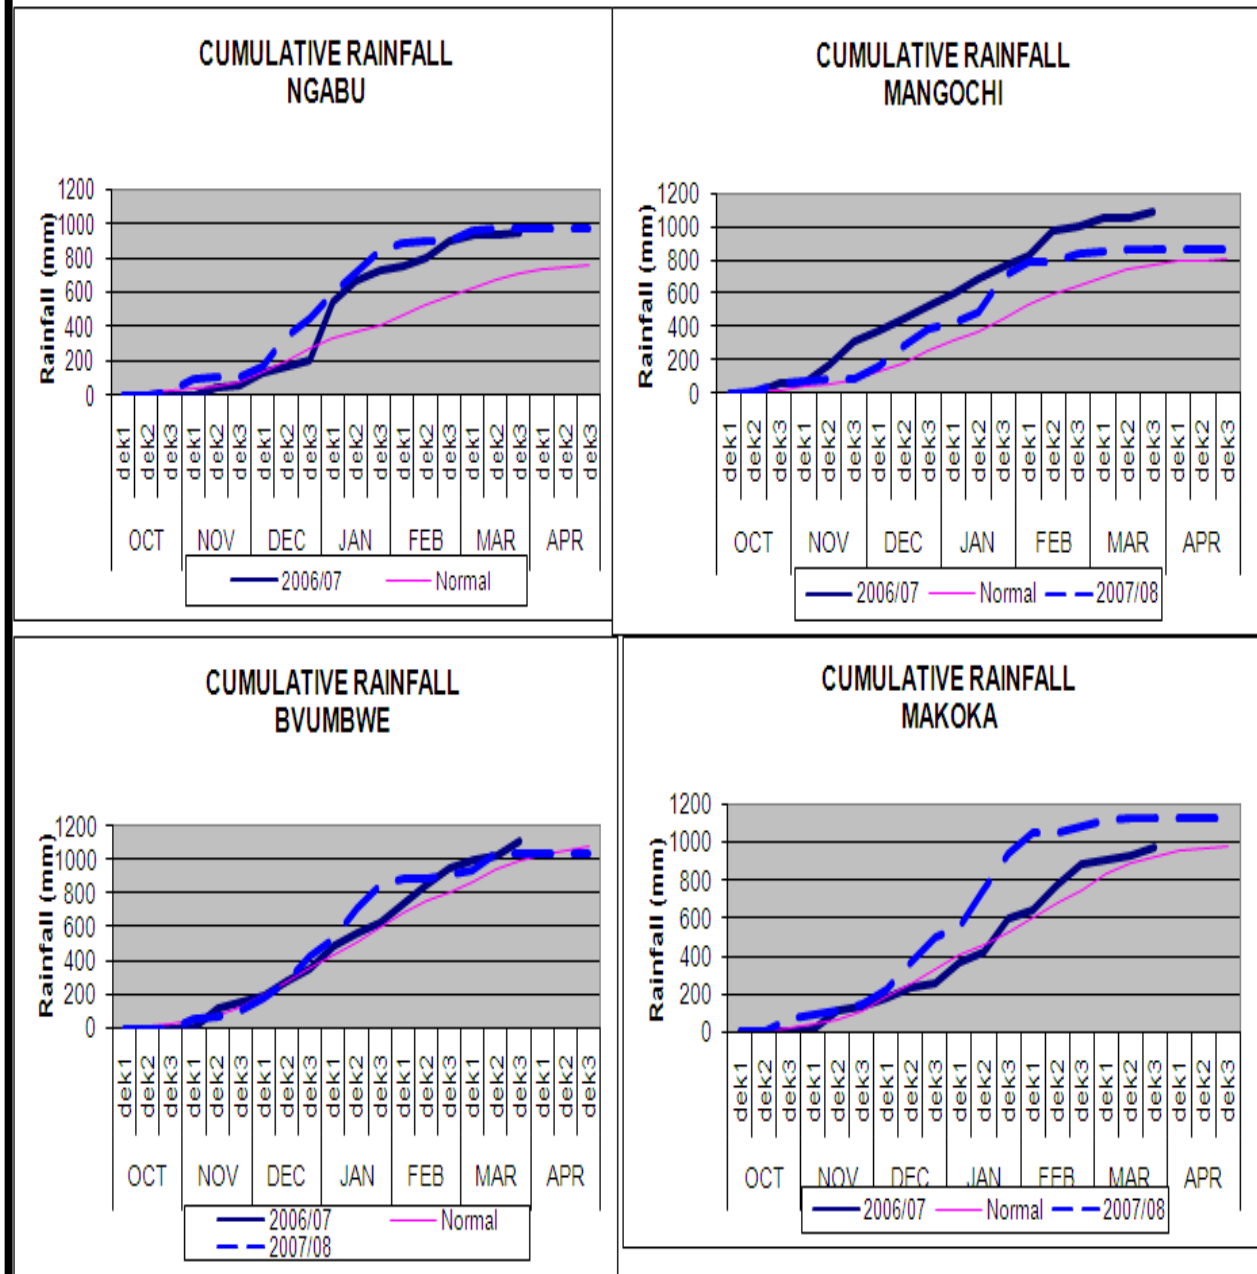 CUMULATIVE RAINFALL
NGABU
Rainfall (mm)
1200
1000
800
600
400
200
0
dek1 dek2 dek3 dek1 dek2 dek3 dek1 dek2 dek3 dek1 dek2 dek3 dek1 dek2 dek3 dek1 dek2 dek3 dek1 dek2 dek3
OCT NOV DEC JAN FEB MAR APR
2006/07 Normal
CUMULATIVE RAINFALL
MANGOCHI
Rainfall (mm)
1200
1000
800
600
400
200
0
dek1 dek2 dek3 dek1 dek2 dek3 dek1 dek2 dek3 dek1 dek2 dek3 dek1 dek2 dek3 dek1 dek2 dek3 dek1 dek2 dek3
OCT NOV DEC JAN FEB MAR APR
2006/07 Normal 2007/08
CUMULATIVE RAINFALL
BVUMBWE
Rainfall (mm)
1200
1000
800
600
400
200
0
dek1 dek2 dek3 dek1 dek2 dek3 dek1 dek2 dek3 dek1 dek2 dek3 dek1 dek2 dek3 dek1 dek2 dek3 dek1 dek2 dek3
OCT NOV DEC JAN FEB MAR APR
2006/07 Normal
2007/08
CUMULATIVE RAINFALL
MAKOKA
Rainfall (mm)
1200
1000
800
600
400
200
0
dek1 dek2 dek3 dek1 dek2 dek3 dek1 dek2 dek3 dek1 dek2 dek3 dek1 dek2 dek3 dek1 dek2 dek3 dek1 dek2 dek3
OCT NOV DEC JAN FEB MAR APR
2006/07 Normal 2007/08